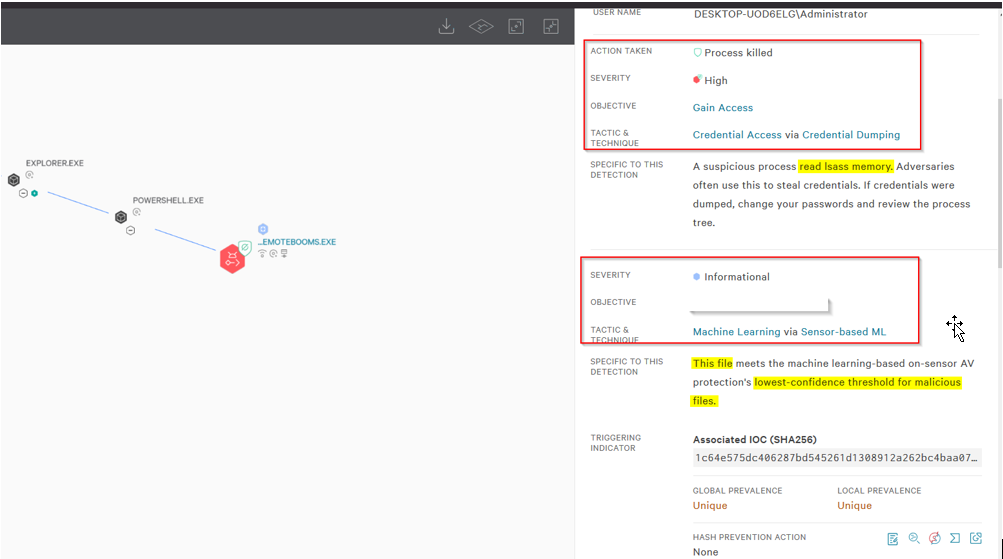 USER NAME DESKTOP-UOD6ELG\Administrator
ACTION TAKEN Process killed
SEVERITY High
OBJECTIVE Gain Access
TACTIC & TECHNIQUE Credential Access via Credential Dumping
SPECIFIC TO THIS DETECTION A suspicious process read lsass memory. Adversaries
often use this to steal credentials. If credentials were
dumped, change your passwords and review the process
tree.
EXPLORER.EXE
POWERSHELL.EXE
..EMOTEBOOMS.EXE
SEVERITY Informational
OBJECTIVE
TACTIC & TECHNIQUE Machine Learning via Sensor-based ML
SPECIFIC TO THIS DETECTION This file meets the machine learning-based on-sensor AV
protection's lowest-confidence threshold for malicious
files.
TRIGGERING INDICATOR Associated IOC (SHA256)
1c64e575dc406287bd545261d1308912a262bc4baa07…
GLOBAL PREVALENCE LOCAL PREVALENCE
Unique Unique
HASH PREVENTION ACTION
None